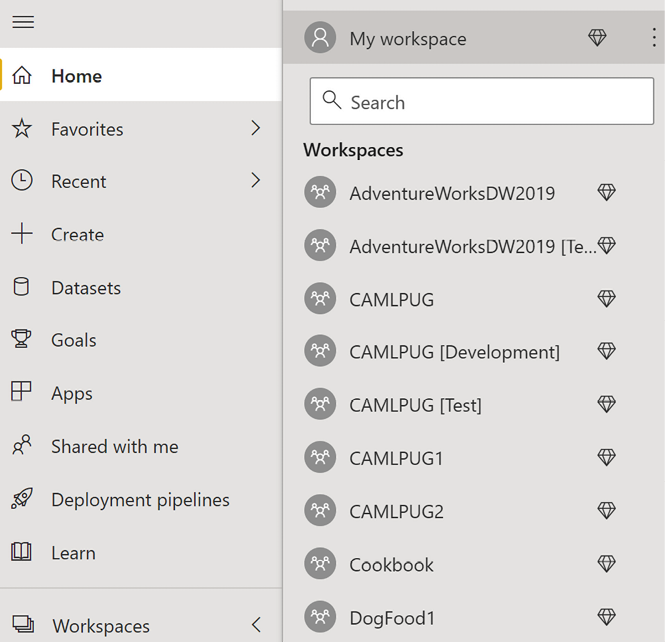 Home
Favorites
Recent
Create
Datasets
Goals
Apps
Shared with me
Deployment pipelines
Learn
Workspaces
My workspace
Search
Workspaces
AdventureWorksDW2019
AdventureWorksDW2019 [Te...
CAMLPUG
CAMLPUG [Development]
CAMLPUG [Test]
CAMLPUG1
CAMLPUG2
Cookbook
DogFood1